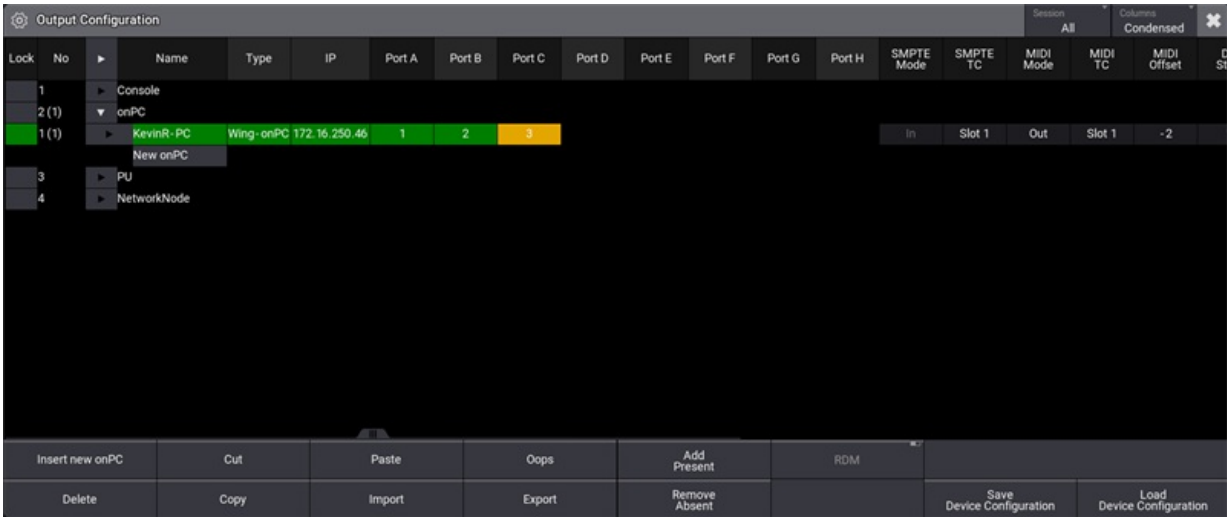 Output Configuration Session All Columns Condensed
Lock No Name Type IP Port A Port B Port C Port D Port E Port F Port G Port H SMPTE Mode SMPTE TC MIDI Mode MIDI TC MIDI Offset
1 Console
2 (1) onPC
1 (1) KevinR-PC Wing-onPC 172.16.250.46 1 2 3 In Slot 1 Out Slot 1 -2
New onPC
3 PU
4 NetworkNode
Insert new onPC Cut Paste Oops Add Present RDM
Delete Copy Import Export Remove Absent Save Device Configuration Load Device Configuration